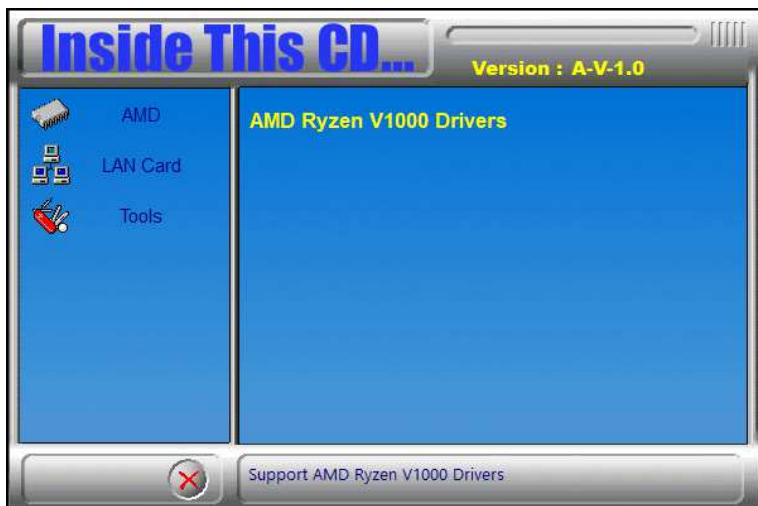 Inside This CD...
Version : A-V-1.0
AMD
LAN Card
Tools
AMD Ryzen V1000 Drivers
Support AMD Ryzen V1000 Drivers